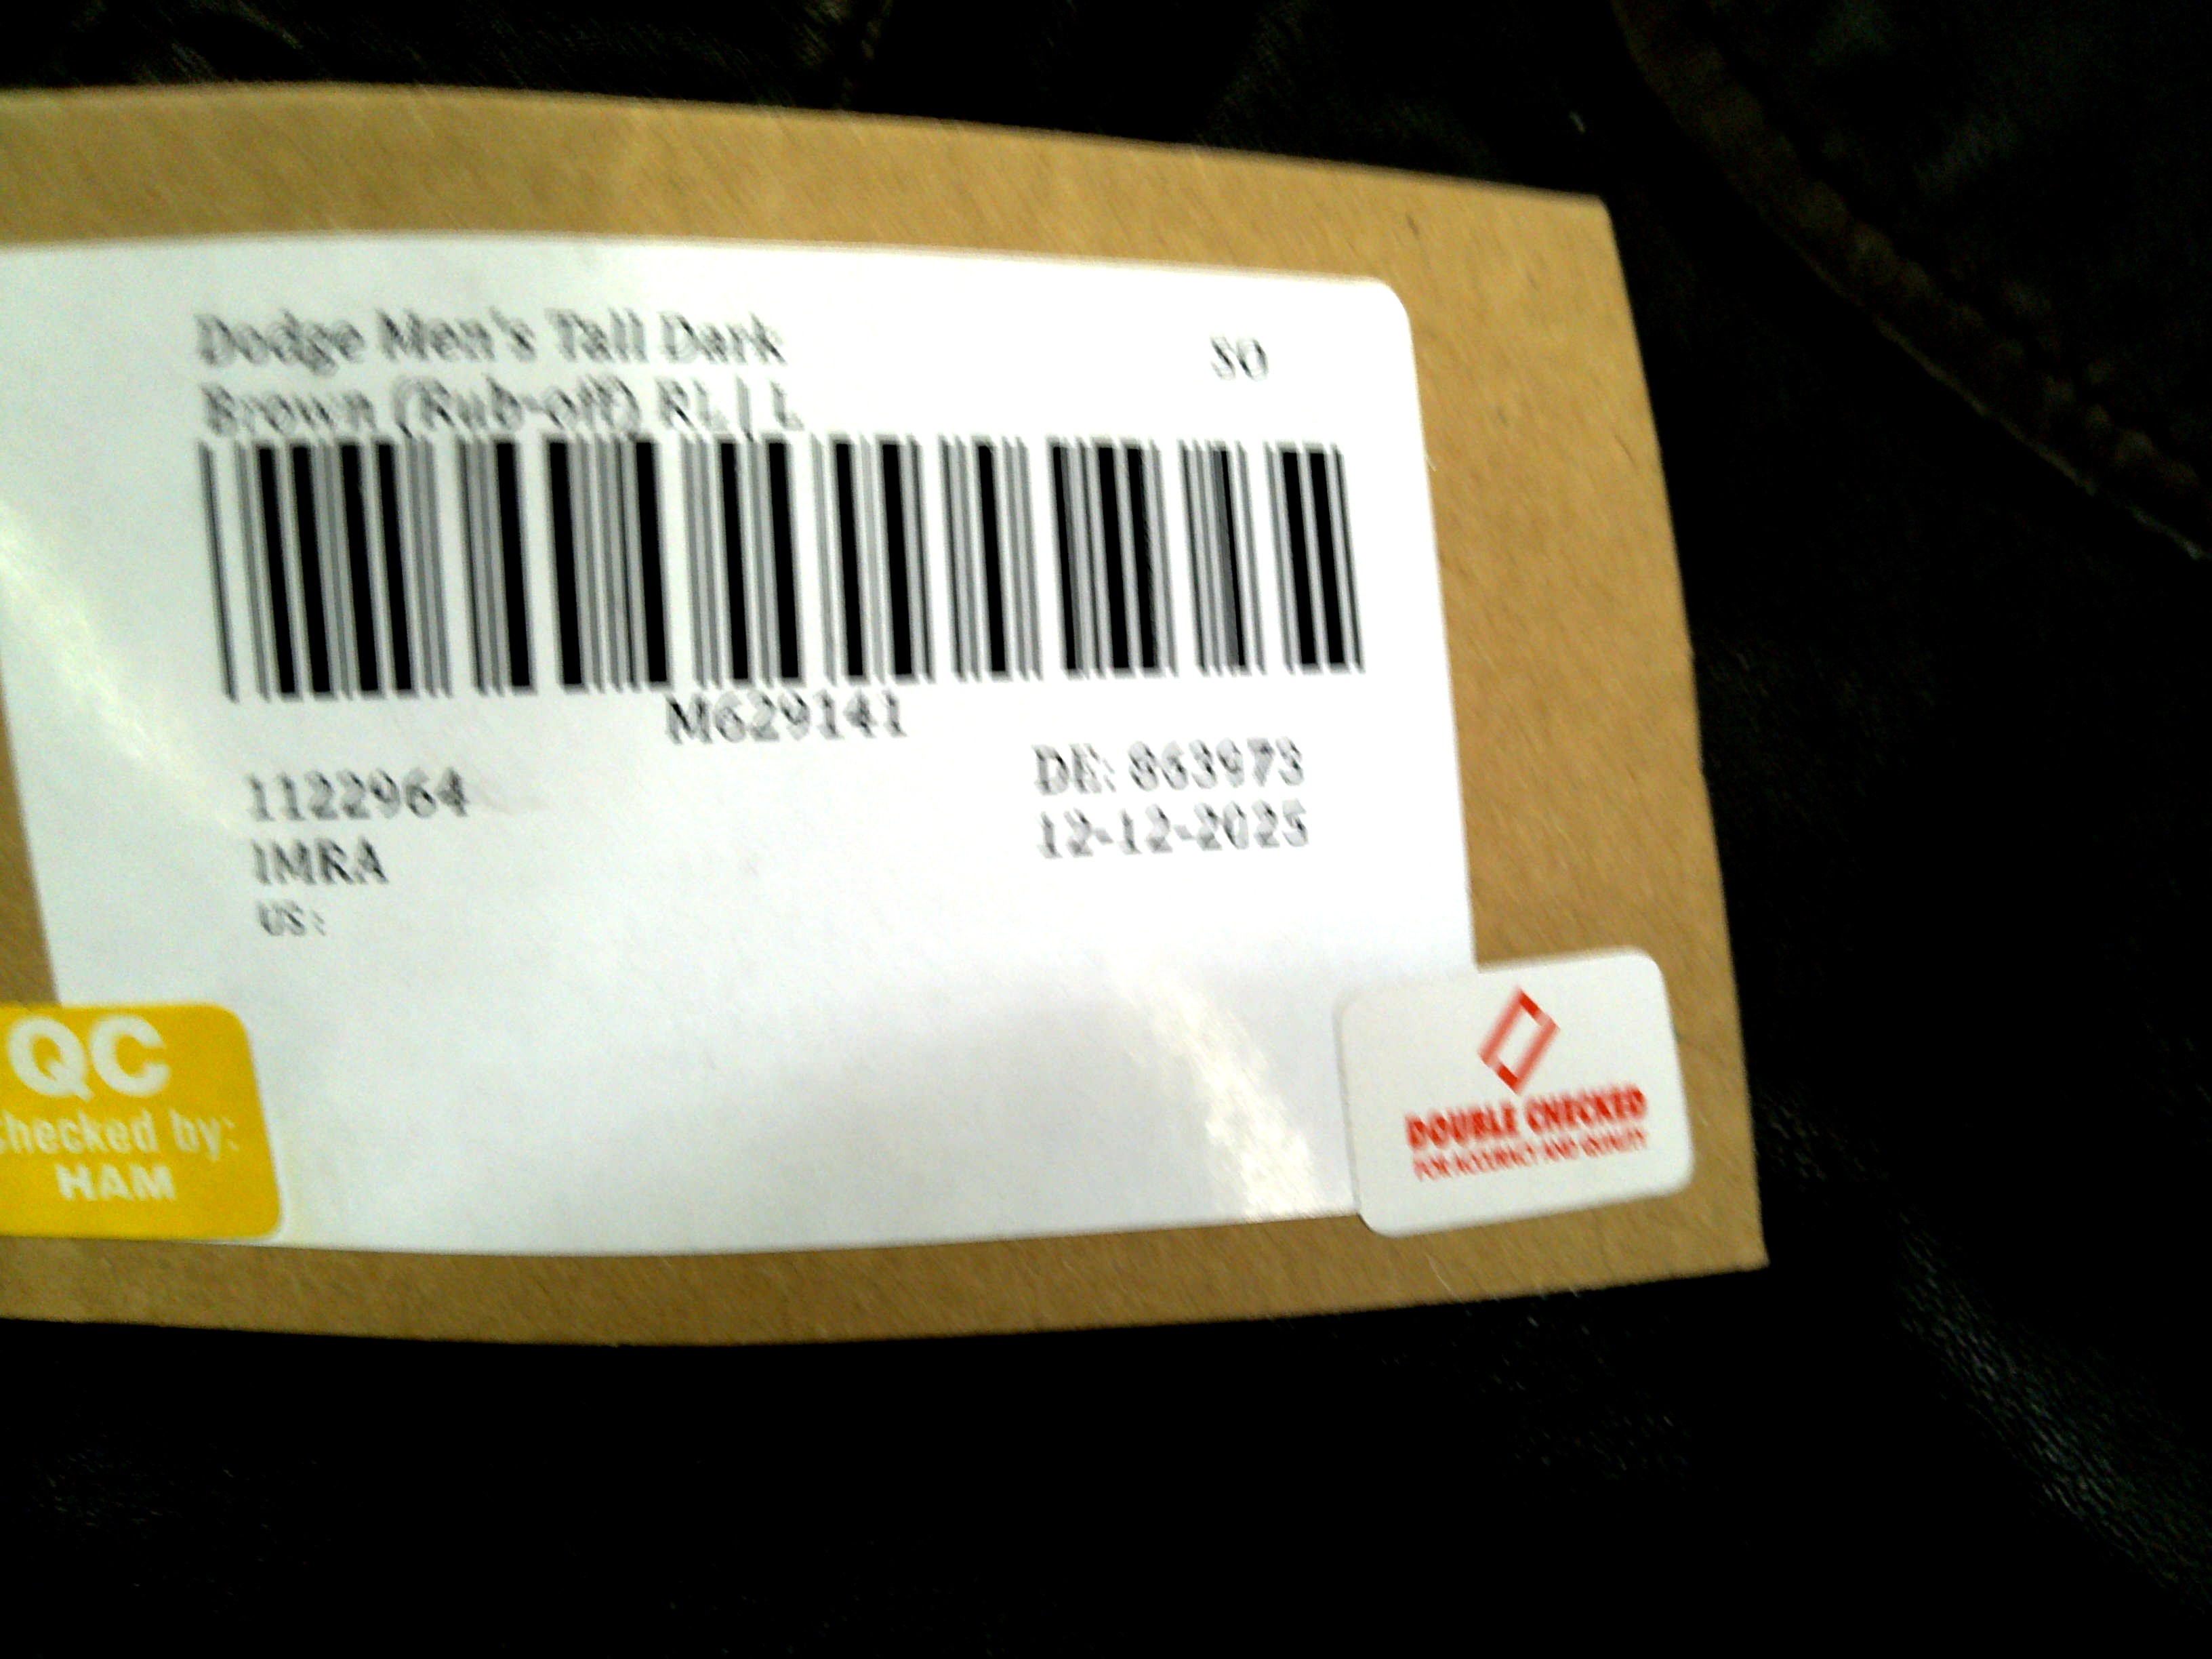 Dodge Men's Tall Dark
Brown (Rub-off) RL | L
SO
M629141
1122964
IMRA
US:
DE: 863973
12-12-2025
QC
checked by:
HAM
DOUBLE CHECKED
FOR ACCURACY AND QUALITY